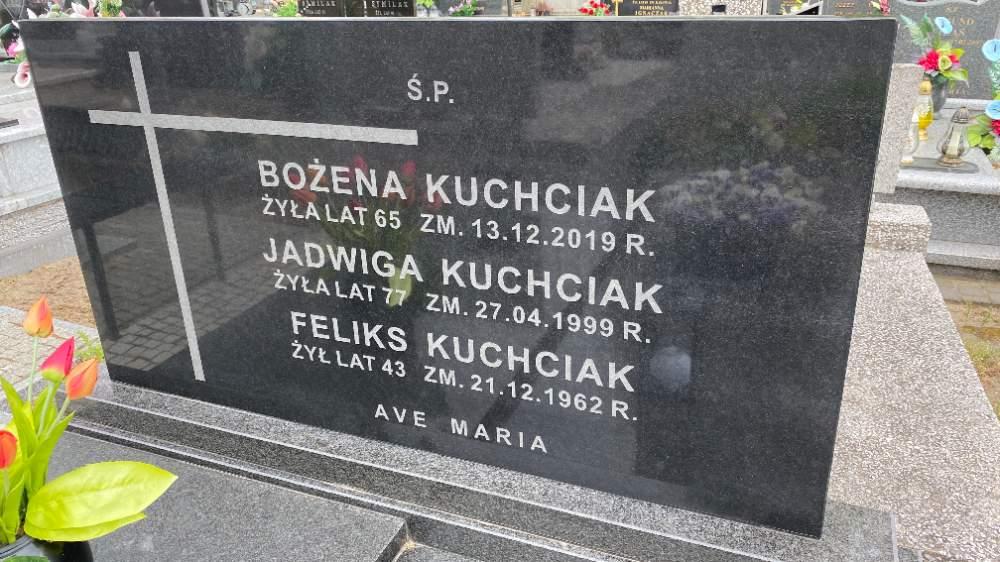 Ś.P.
BOŻENA KUCHCIAK
ŻYŁA LAT 65 ZM. 13.12.2019 R.
JADWIGA KUCHCIAK
ŻYŁA LAT 77 ZM. 27.04.1999 R.
FELIKS KUCHCIAK
ŻYŁ LAT 43 ZM. 21.12.1962 R.
AVE MARIA